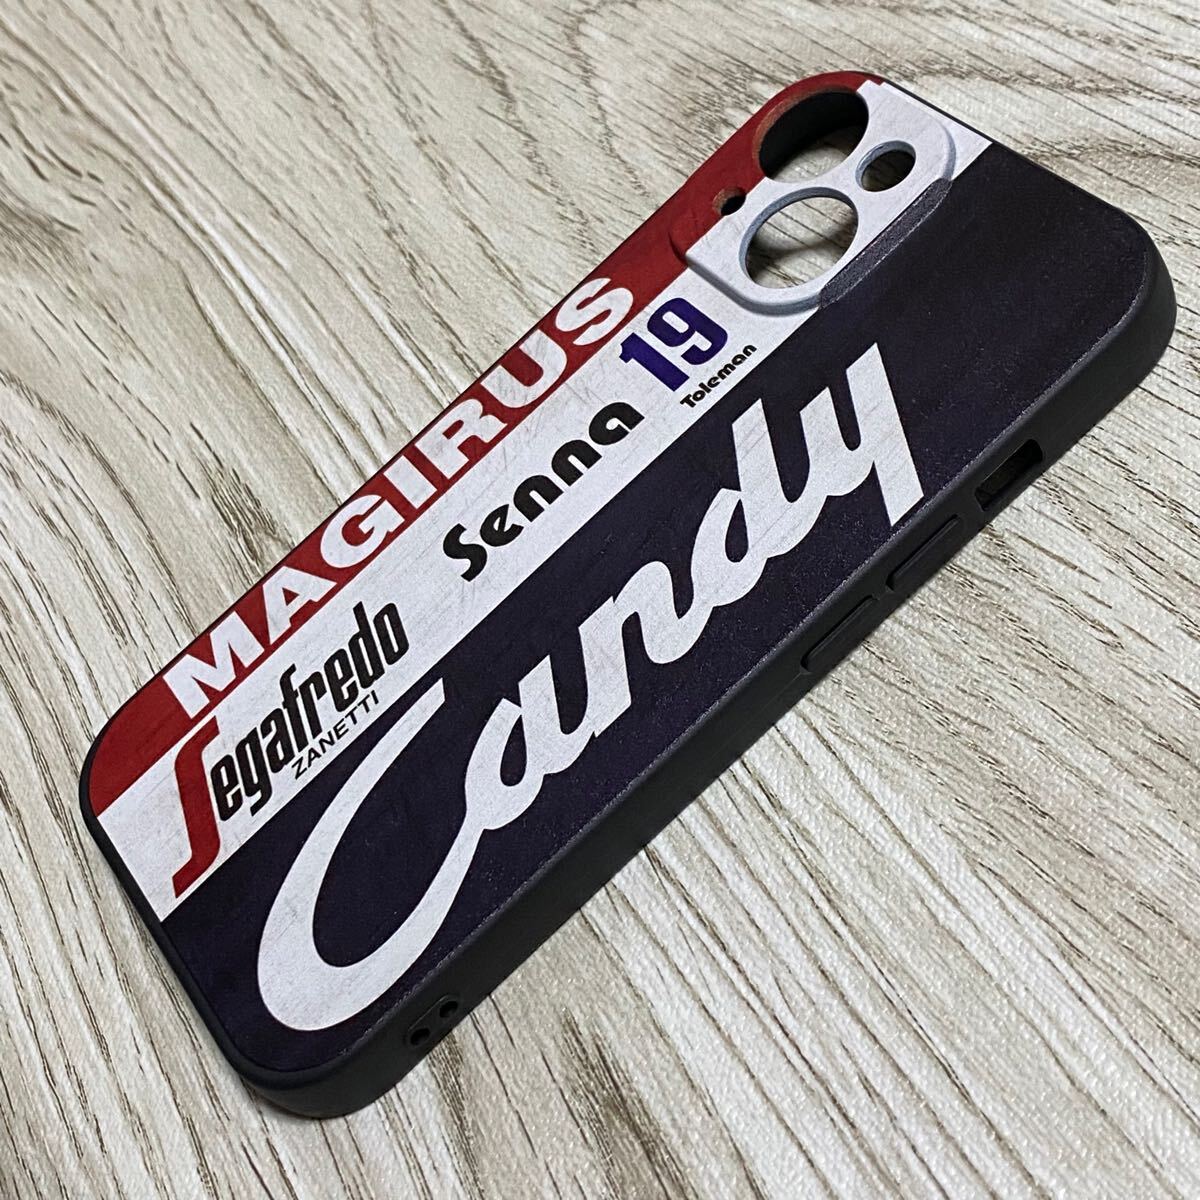 MAGIRUS
Segafredo
ZANETTI
Senna
19
Toleman
Candy